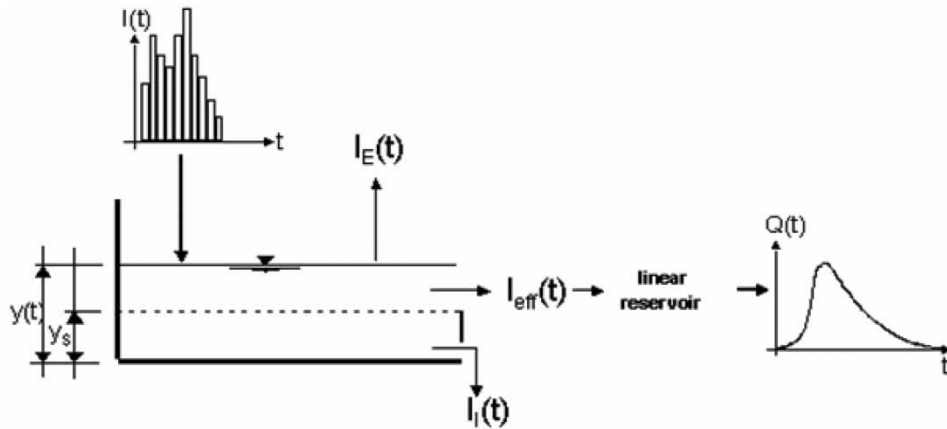 I(t)
t
I_E(t)
Q(t)
y(t)
y_s
I_eff(t)
linear
reservoir
t
I_I(t)